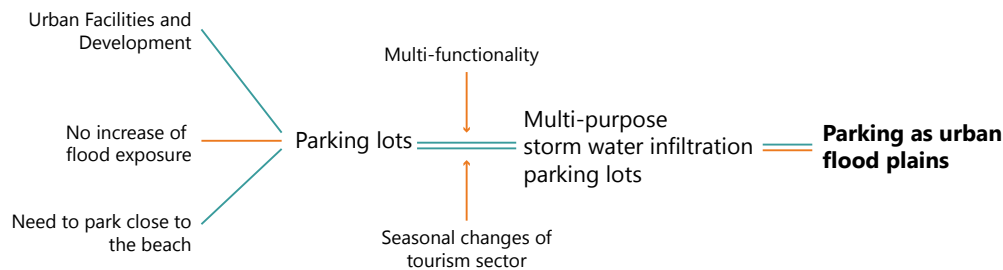 Urban Facilities and
Development
No increase of
flood exposure
Need to park close to
the beach
Parking lots
Multi-functionality
Seasonal changes of
tourism sector
Multi-purpose
storm water infiltration
parking lots
Parking as urban
flood plains